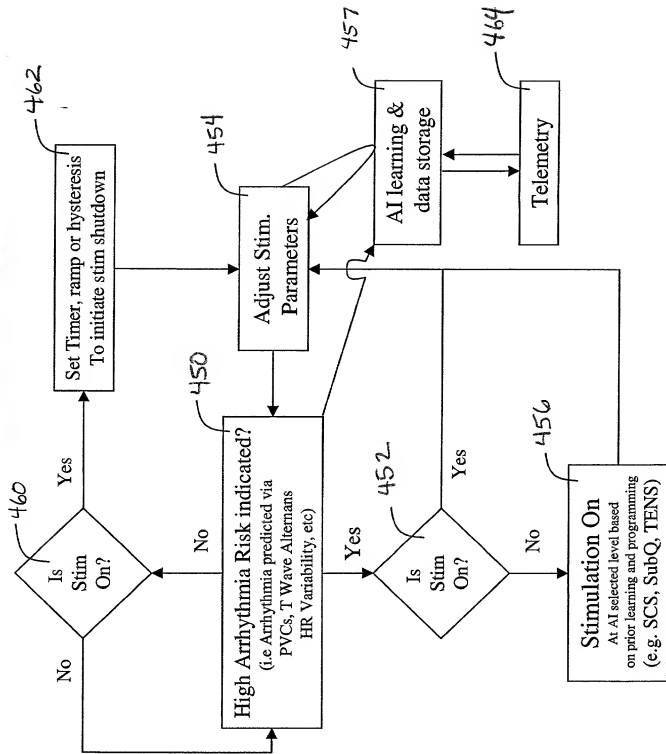 460
Is
Stim
On?
No
Yes
462
Set Timer, ramp or hysteresis
To initiate stim shutdown
No
454
Adjust Stim.
Parameters
450
High Arrhythmia Risk indicated?
(i.e Arrhythmia predicted via
PVCs, T Wave Alternans
HR Variability, etc)
457
AI learning &
data storage
464
Telemetry
Yes
452
Is
Stim
On?
Yes
No
456
Stimulation On
At AI selected level based
on prior learning and programming
(e.g. SCS, SubQ, TENS)